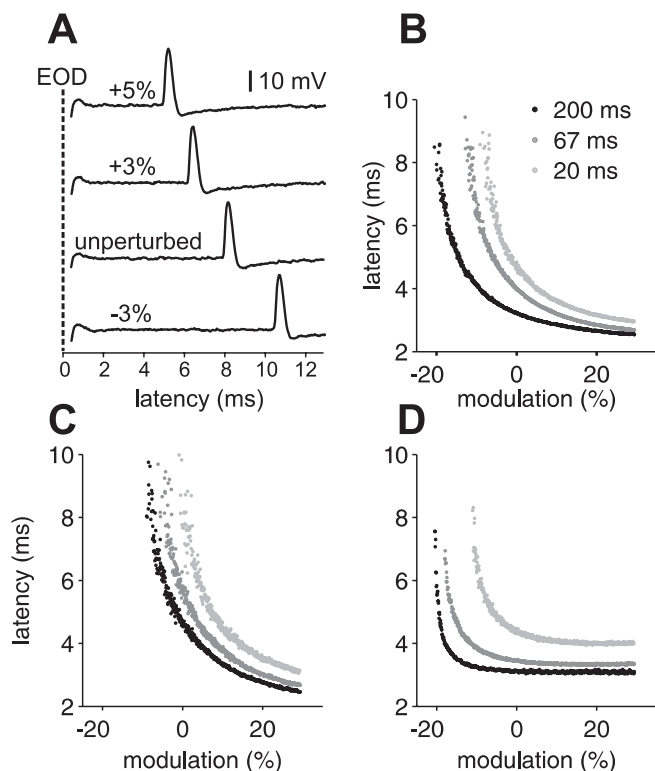 A
EOD
+5%
10 mV
+3%
unperturbed
-3%
0 2 4 6 8 10 12
latency (ms)
B
10
8
6
4
2
latency (ms)
200 ms
67 ms
20 ms
-20 0 20
modulation (%)
C
10
8
6
4
2
latency (ms)
-20 0 20
modulation (%)
D
10
8
6
4
2
-20 0 20
modulation (%)